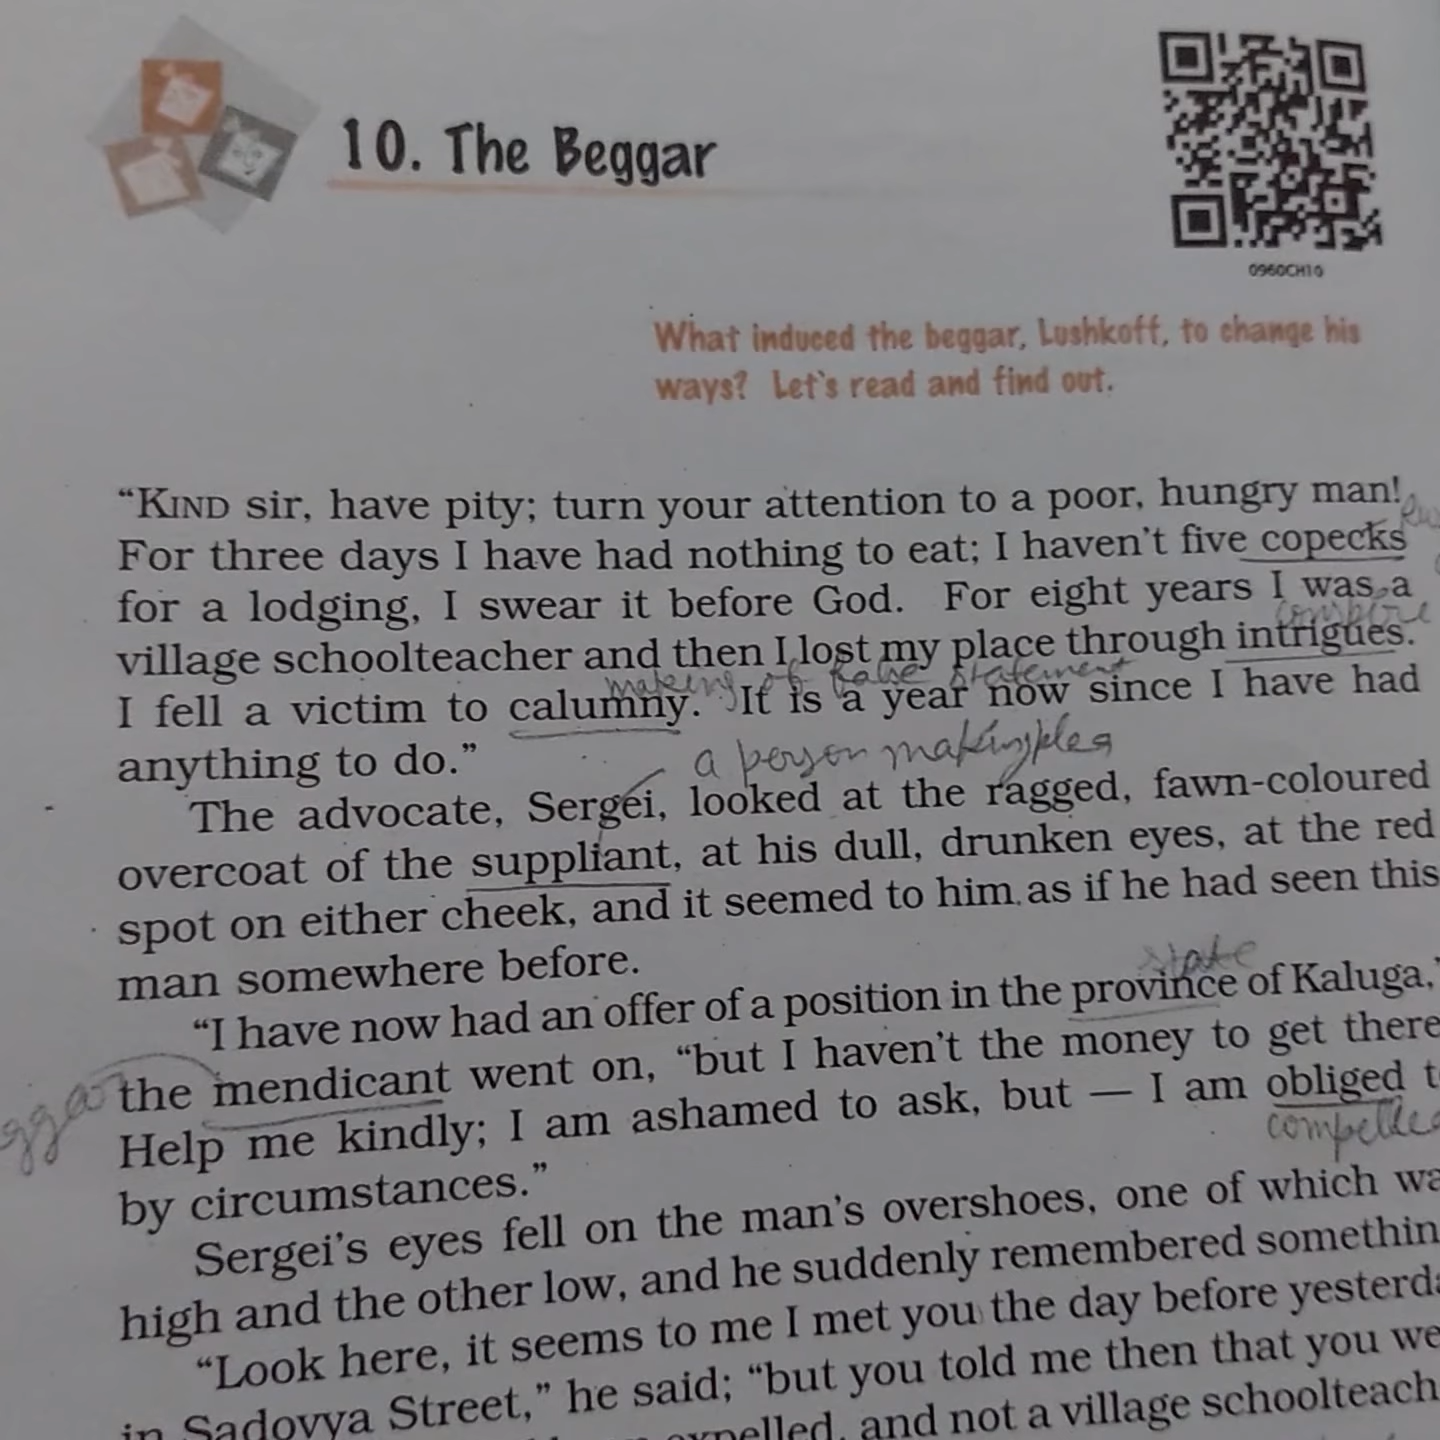 10. The Beggar
0960CH10
What induced the beggar, Lushkoff, to change his
ways? Let's read and find out.
“KIND sir, have pity; turn your attention to a poor, hungry man!
For three days I have had nothing to eat; I haven't five copecks
for a lodging, I swear it before God. For eight years I was a
village schoolteacher and then I lost my place through intrigues.
making of false statement
I fell a victim to calumny. It is a year now since I have had
anything to do.”
a person making plea
The advocate, Sergei, looked at the ragged, fawn-coloured
overcoat of the suppliant, at his dull, drunken eyes, at the red
spot on either cheek, and it seemed to him as if he had seen this
man somewhere before.
state
“I have now had an offer of a position in the province of Kaluga,”
the mendicant went on, “but I haven't the money to get there
Help me kindly; I am ashamed to ask, but — I am obliged t
compelled
by circumstances.”
Sergei's eyes fell on the man's overshoes, one of which wa
high and the other low, and he suddenly remembered somethin
“Look here, it seems to me I met you the day before yesterda
in Sadovya Street,” he said; “but you told me then that you we
expelled, and not a village schoolteach